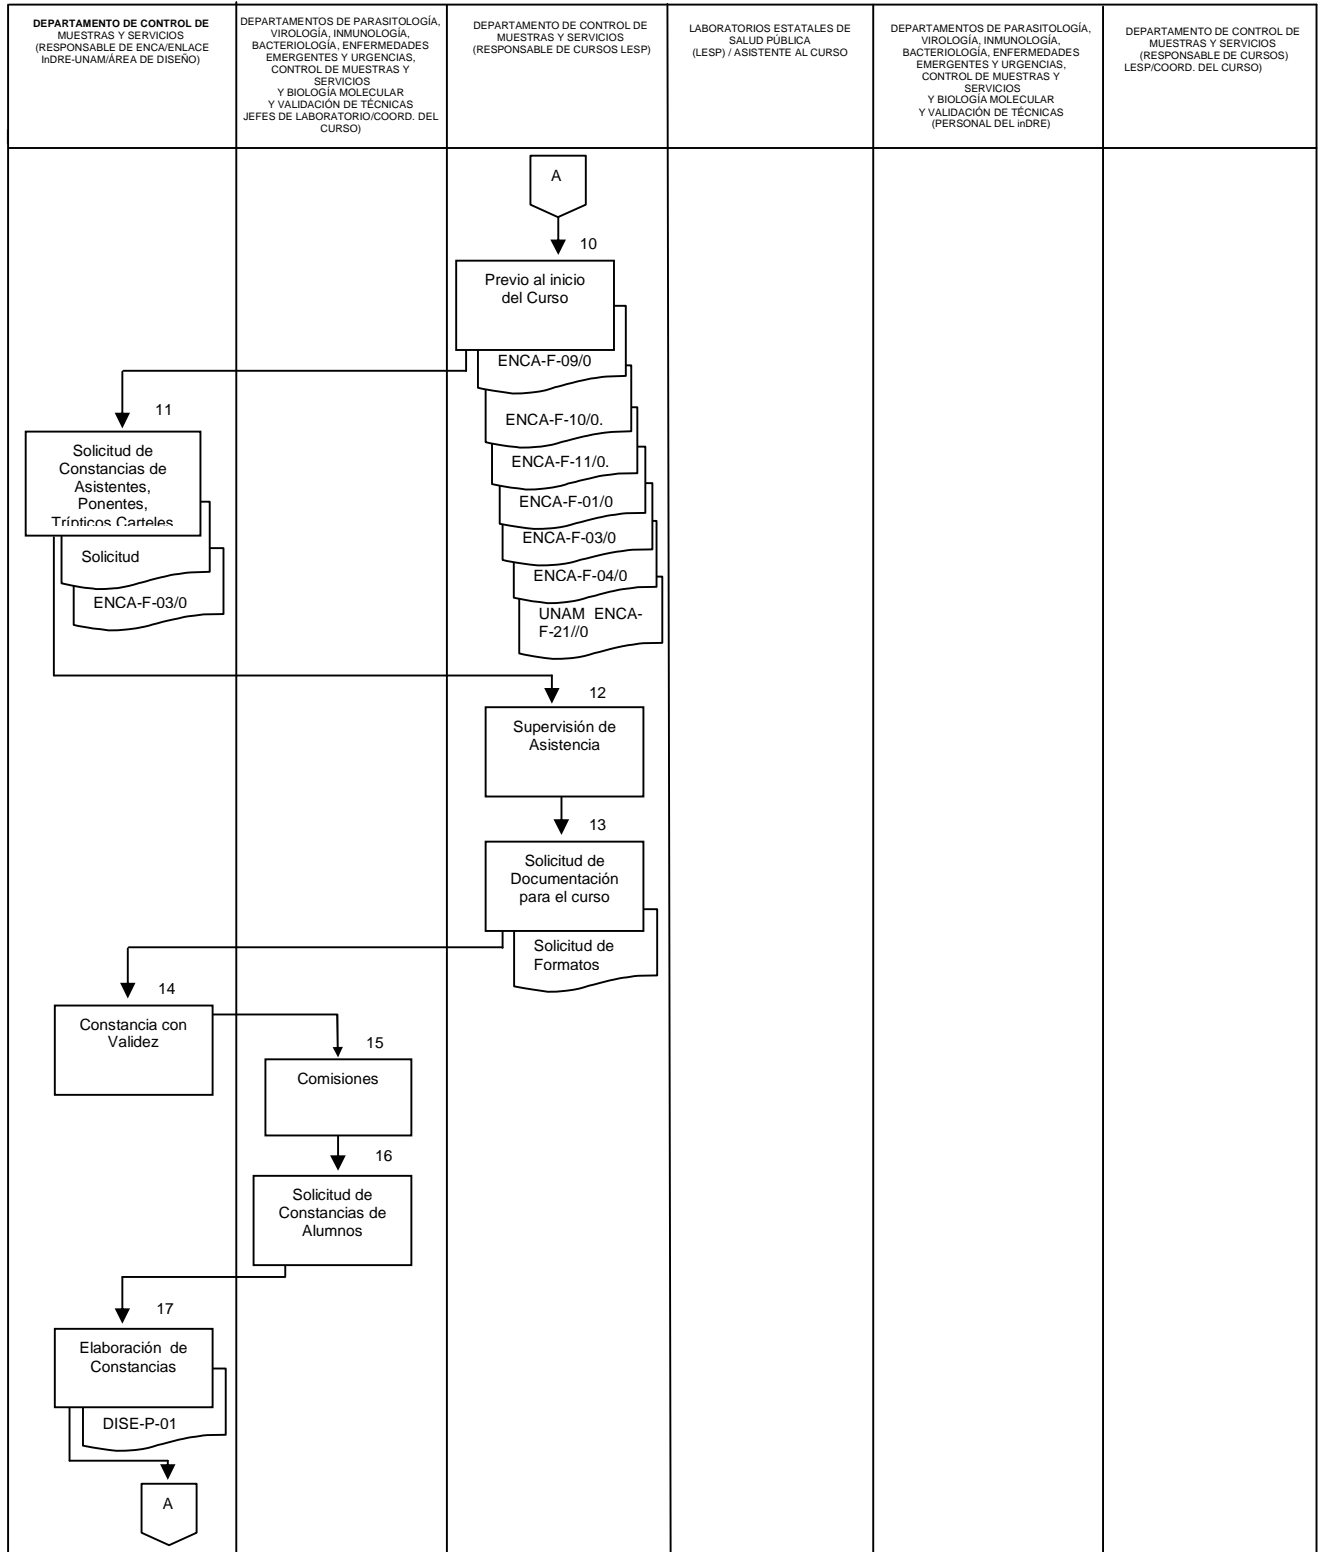 DEPARTAMENTO DE CONTROL DE
MUESTRAS Y SERVICIOS
(RESPONSABLE DE ENCA/ENLACE
InDRE-UNAM/ÁREA DE DISEÑO)
DEPARTAMENTOS DE PARASITOLOGÍA,
VIROLOGÍA, INMUNOLOGÍA,
BACTERIOLOGÍA, ENFERMEDADES
EMERGENTES Y URGENCIAS,
CONTROL DE MUESTRAS Y
SERVICIOS
Y BIOLOGÍA MOLECULAR
Y VALIDACIÓN DE TÉCNICAS
JEFES DE LABORATORIO/COORD. DEL
CURSO)
DEPARTAMENTO DE CONTROL DE
MUESTRAS Y SERVICIOS
(RESPONSABLE DE CURSOS LESP)
LABORATORIOS ESTATALES DE
SALUD PÚBLICA
(LESP) / ASISTENTE AL CURSO
DEPARTAMENTOS DE PARASITOLOGÍA,
VIROLOGÍA, INMUNOLOGÍA,
BACTERIOLOGÍA, ENFERMEDADES
EMERGENTES Y URGENCIAS,
CONTROL DE MUESTRAS Y
SERVICIOS
Y BIOLOGÍA MOLECULAR
Y VALIDACIÓN DE TÉCNICAS
(PERSONAL DEL inDRE)
DEPARTAMENTO DE CONTROL DE
MUESTRAS Y SERVICIOS
(RESPONSABLE DE CURSOS)
LESP/COORD. DEL CURSO)
A
10
Previo al inicio
del Curso
ENCA-F-09/0
ENCA-F-10/0.
ENCA-F-11/0.
ENCA-F-01/0
ENCA-F-03/0
ENCA-F-04/0
UNAM ENCA-
F-21//0
11
Solicitud de
Constancias de
Asistentes,
Ponentes,
Trípticos Carteles
Solicitud
ENCA-F-03/0
12
Supervisión de
Asistencia
13
Solicitud de
Documentación
para el curso
Solicitud de
Formatos
14
Constancia con
Validez
15
Comisiones
16
Solicitud de
Constancias de
Alumnos
17
Elaboración de
Constancias
DISE-P-01
A